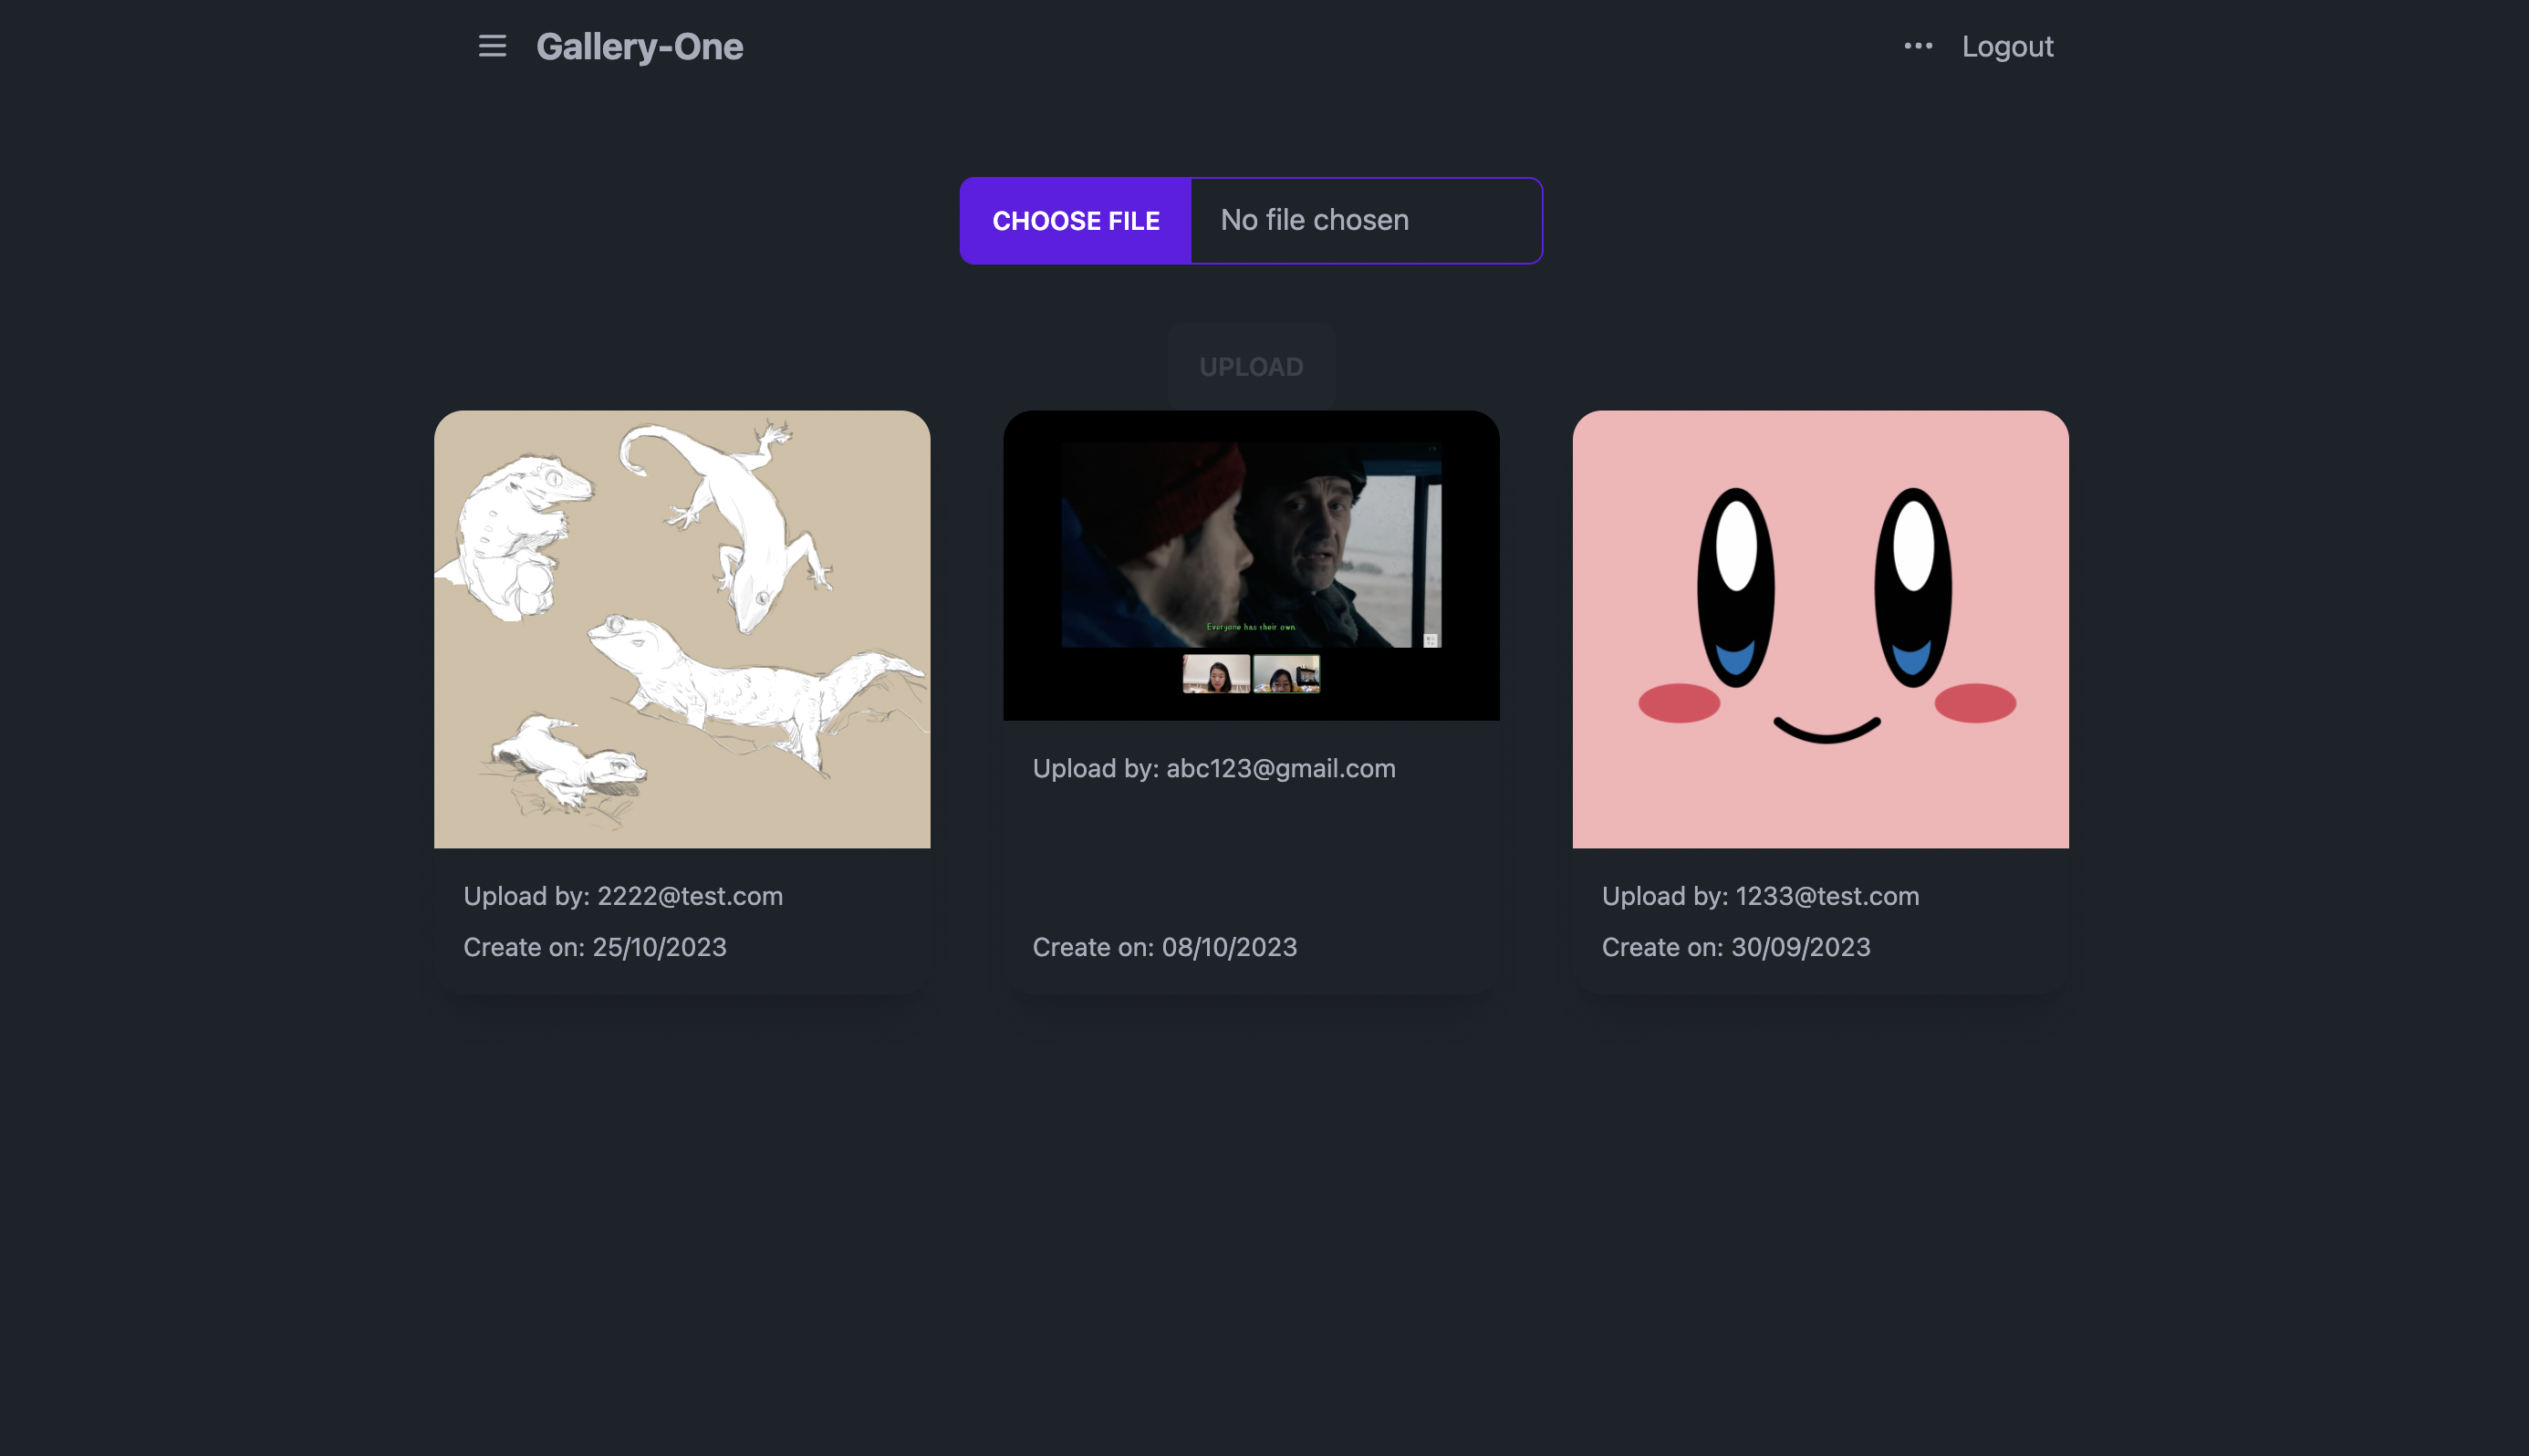 Gallery-One
Logout
CHOOSE FILE No file chosen
UPLOAD
Everyone has their own.
Upload by: 2222@test.com
Create on: 25/10/2023
Upload by: abc123@gmail.com
Create on: 08/10/2023
Upload by: 1233@test.com
Create on: 30/09/2023